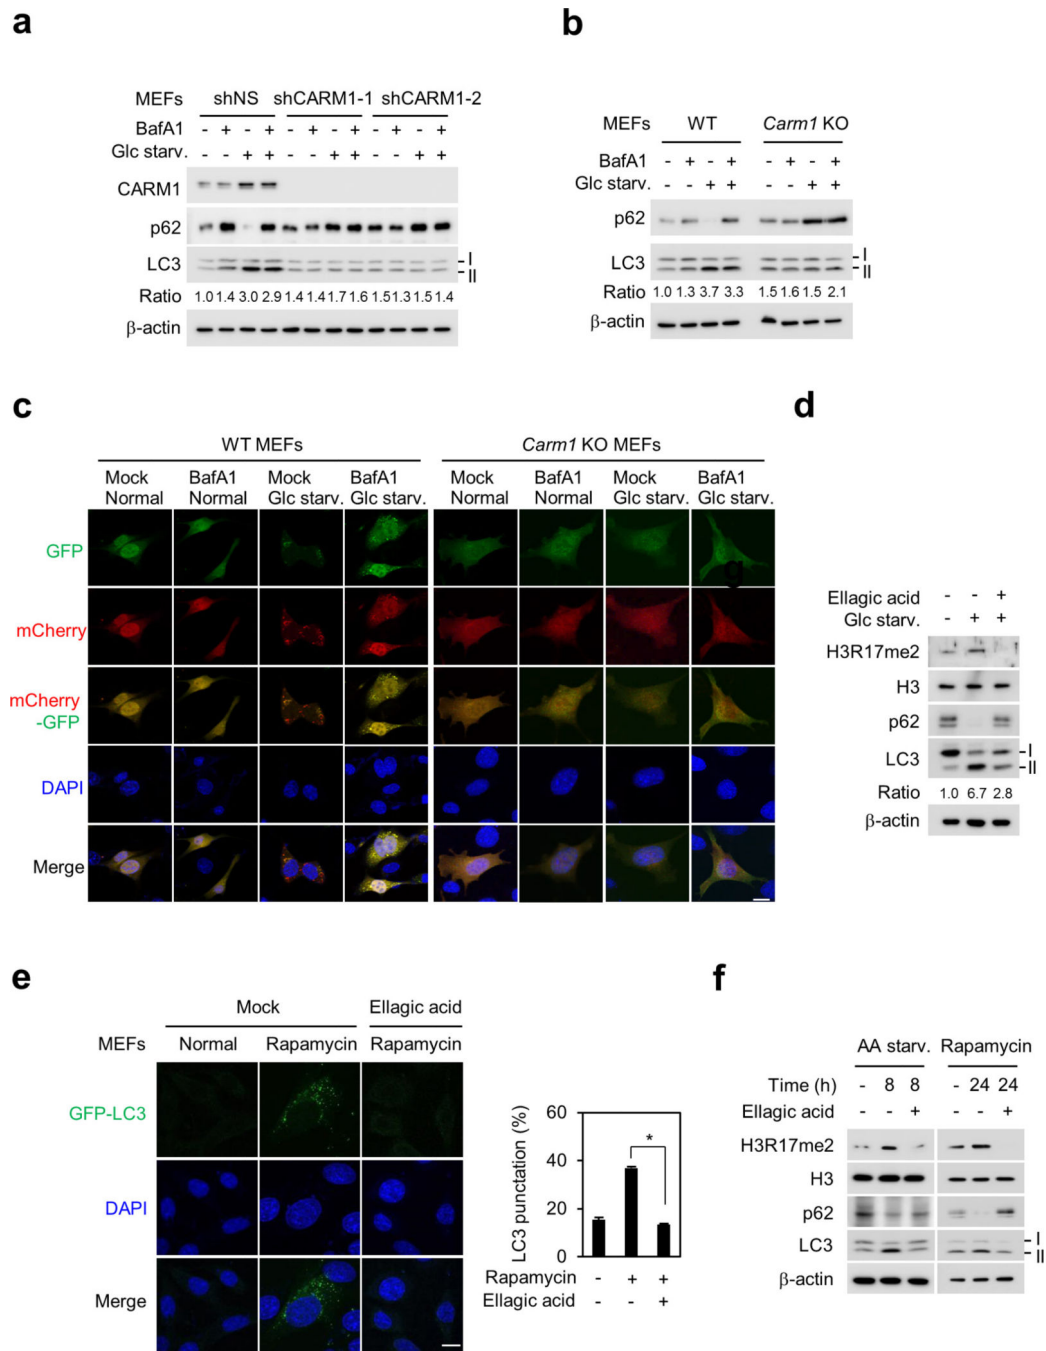 a
MEFs shNS shCARM1-1 shCARM1-2
BafA1 - + - + - + - + - + - +
Glc starv. - - + + - - + + - - + +
CARM1
p62
LC3 I
II
Ratio 1.0 1.4 3.0 2.9 1.4 1.4 1.7 1.6 1.5 1.3 1.5 1.4
β-actin
b
MEFs WT Carm1 KO
BafA1 - + - + - + - +
Glc starv. - - + + - - + +
p62
LC3 I
II
Ratio 1.0 1.3 3.7 3.3 1.5 1.6 1.5 2.1
β-actin
c
WT MEFs Carm1 KO MEFs
Mock BafA1 Mock BafA1 Mock BafA1 Mock BafA1
Normal Normal Glc starv. Glc starv. Normal Normal Glc starv. Glc starv.
GFP
g
mCherry
mCherry
-GFP
DAPI
Merge
d
Ellagic acid - - +
Glc starv. - + +
H3R17me2
H3
p62
LC3 I
II
Ratio 1.0 6.7 2.8
β-actin
e
Mock Ellagic acid
MEFs Normal Rapamycin Rapamycin
GFP-LC3
DAPI
Merge
LC3 punctation (%)
60
40
20
0
*
Rapamycin - + +
Ellagic acid - - +
f
AA starv. Rapamycin
Time (h) - 8 8 - 24 24
Ellagic acid - - + - - +
H3R17me2
H3
p62
LC3 I
II
β-actin